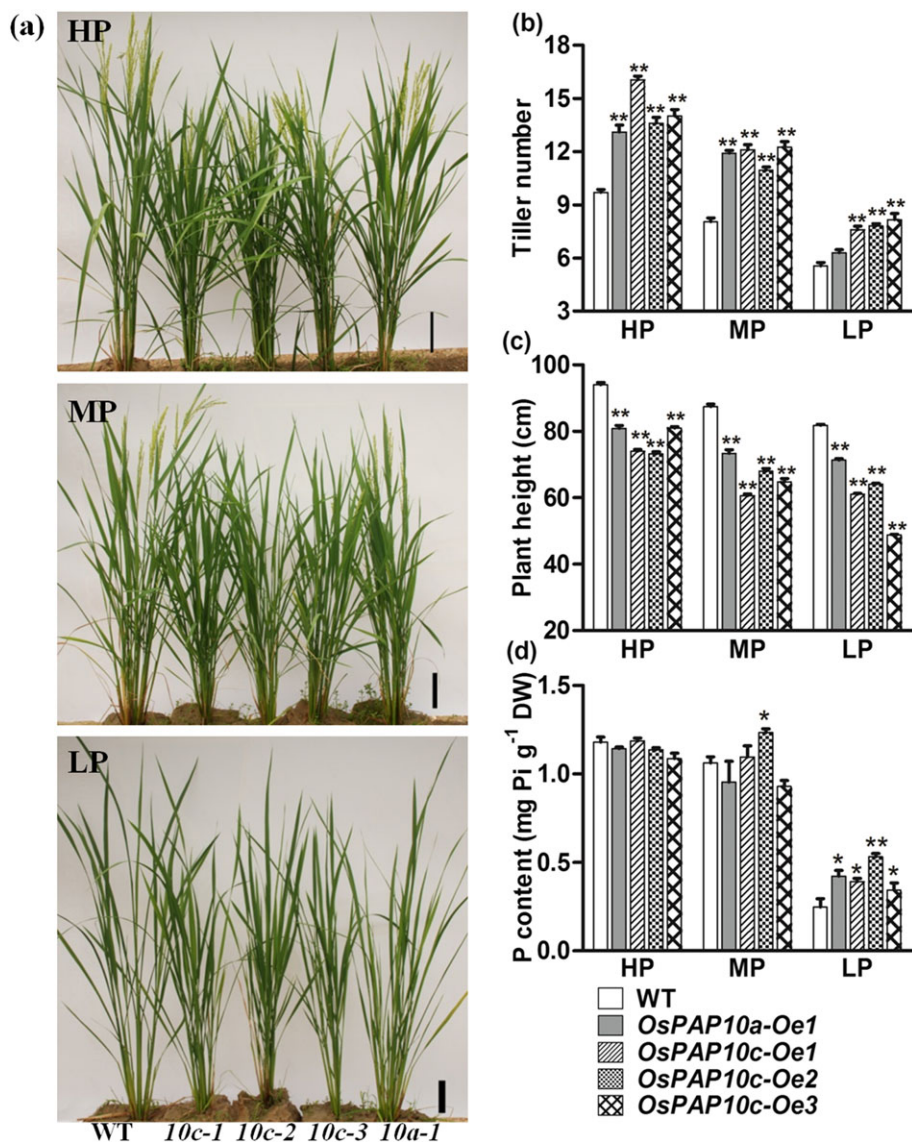 (a)
HP
MP
LP
WT 10c-1 10c-2 10c-3 10a-1
(b)
Tiller number
18
15
12
9
6
3
** ** ** **
** ** ** **
** ** **
HP MP LP
(c)
Plant height (cm)
100
80
60
40
20
** ** ** **
** ** ** **
** ** ** **
HP MP LP
(d)
P content (mg Pi g⁻¹ DW)
1.5
1.0
0.5
0.0
*
* * ** *
HP MP LP
WT
OsPAP10a-Oe1
OsPAP10c-Oe1
OsPAP10c-Oe2
OsPAP10c-Oe3